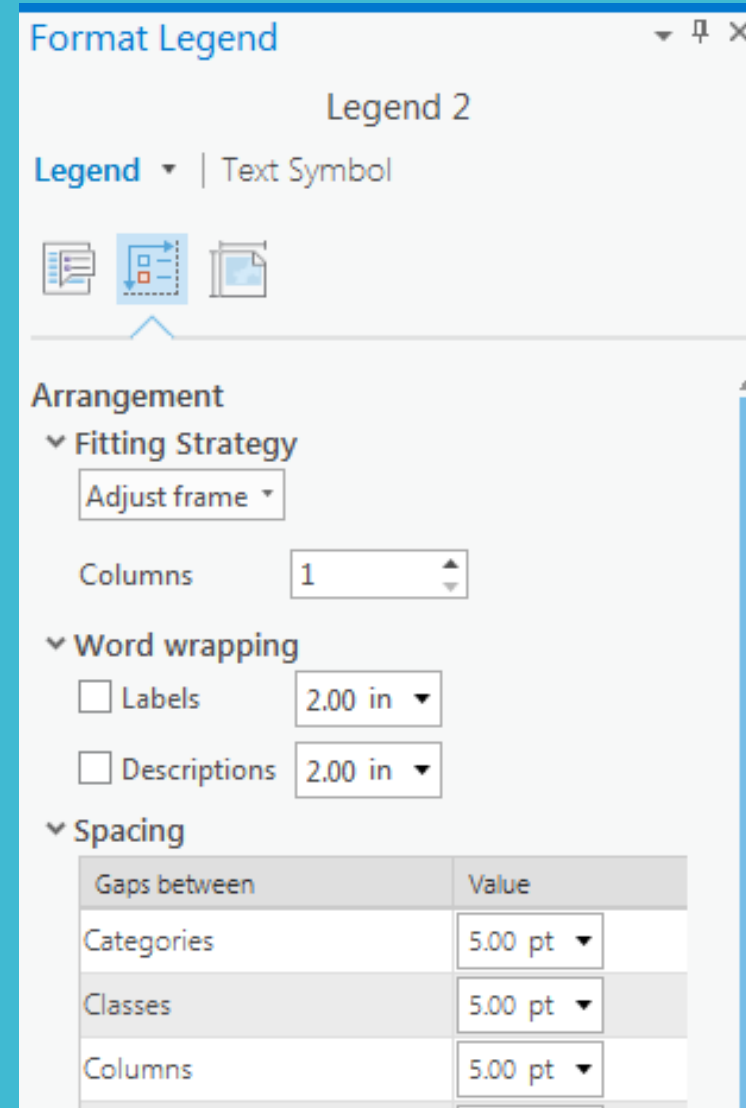 Format Legend
Legend 2
Legend | Text Symbol
Arrangement
Fitting Strategy
Adjust frame
Columns 1
Word wrapping
Labels 2.00 in
Descriptions 2.00 in
Spacing
Gaps between Value
Categories 5.00 pt
Classes 5.00 pt
Columns 5.00 pt